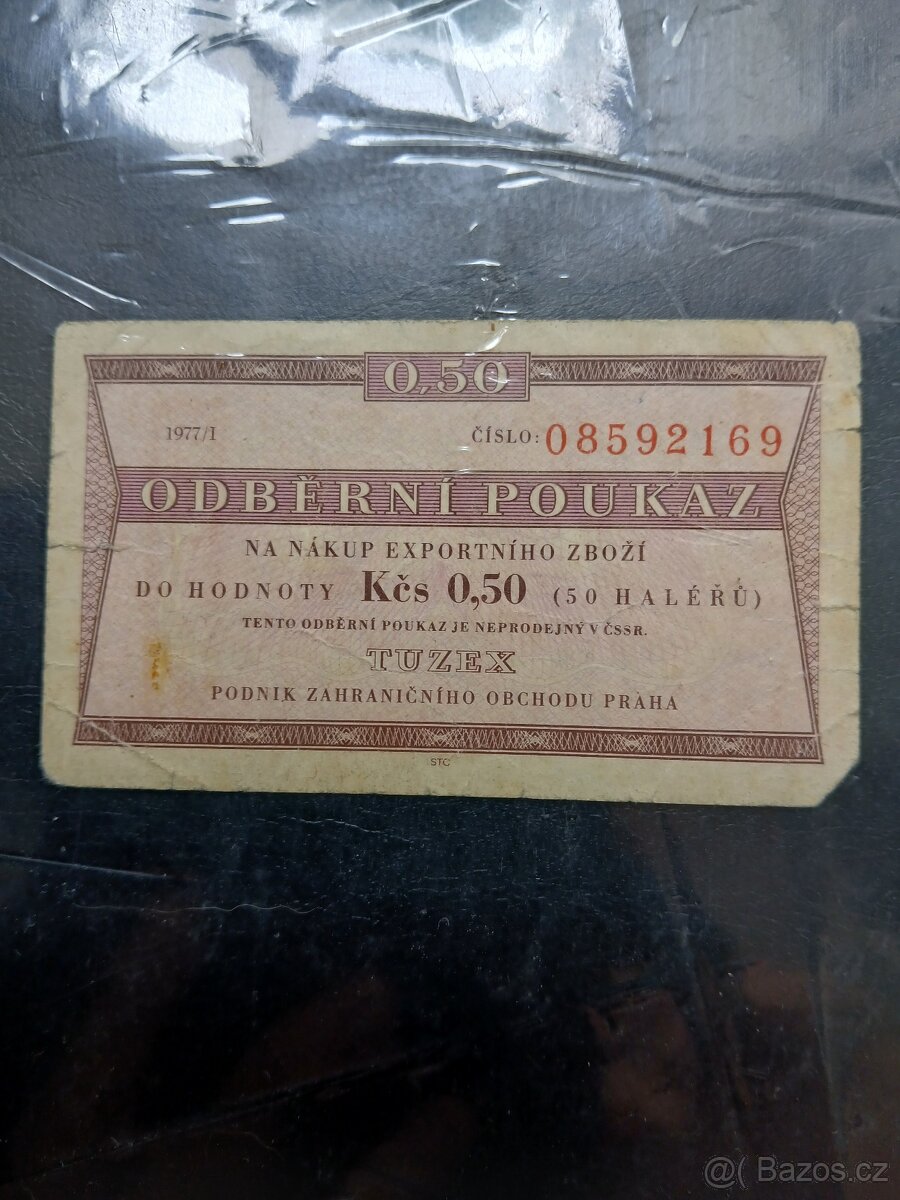 0,50
1977/I
ČÍSLO: 08592169
ODBĚRNÍ POUKAZ
NA NÁKUP EXPORTNÍHO ZBOŽÍ
DO HODNOTY Kčs 0,50 (50 HALÉŘŮ)
TENTO ODBĚRNÍ POUKAZ JE NEPRODEJNÝ V ČSSR.
TUZEX
PODNIK ZAHRANIČNÍHO OBCHODU PRAHA
STC
@( Bazos.cz